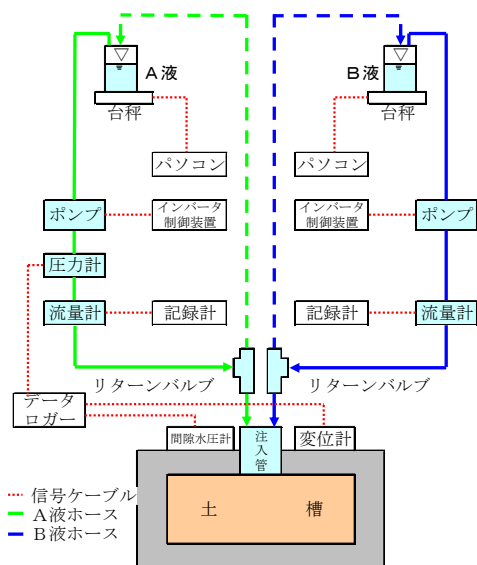 A液
B液
台秤
台秤
パソコン
パソコン
ポンプ
インバータ
制御装置
インバータ
制御装置
ポンプ
圧力計
流量計
記録計
記録計
流量計
リターンバルブ
リターンバルブ
データ
ロガー
間隙水圧計
注
入
管
変位計
信号ケーブル
A液ホース
B液ホース
土 槽